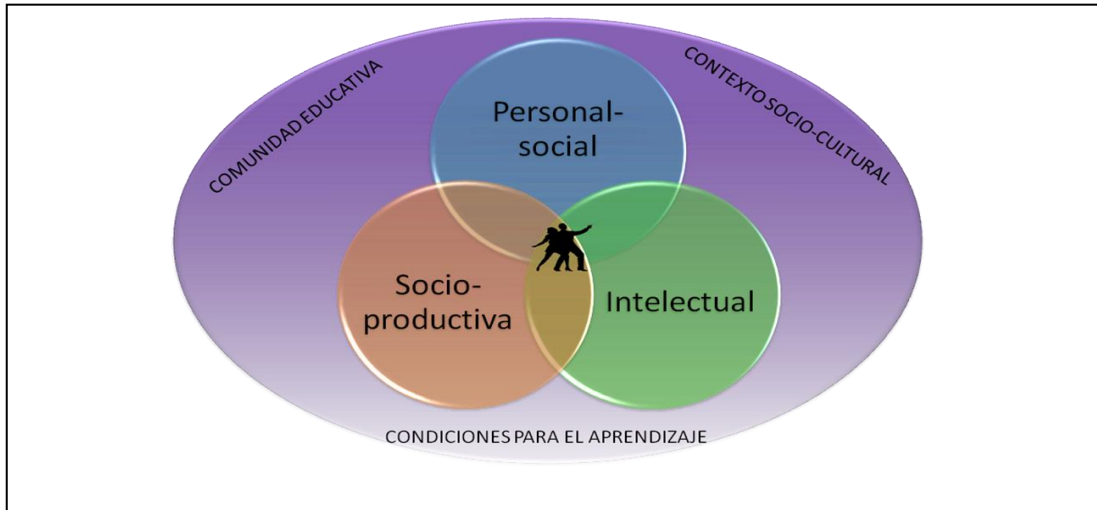 COMUNIDAD EDUCATIVA
CONTEXTO SOCIO-CULTURAL
Personal-
social
Socio-
productiva
Intelectual
CONDICIONES PARA EL APRENDIZAJE